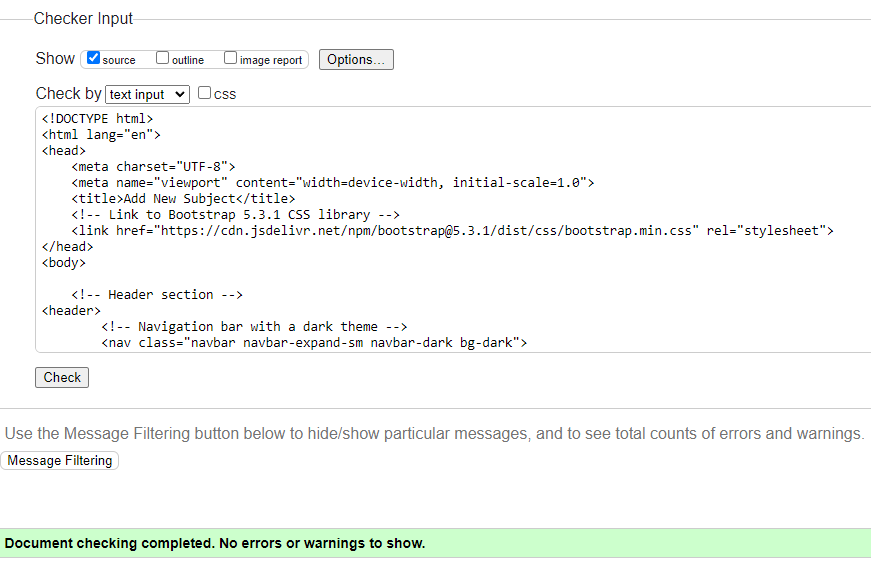 Checker Input
Show source outline image report Options...
Check by text input css
<!DOCTYPE html>
<html lang="en">
<head>
    <meta charset="UTF-8">
    <meta name="viewport" content="width=device-width, initial-scale=1.0">
    <title>Add New Subject</title>
    <!-- Link to Bootstrap 5.3.1 CSS library -->
    <link href="https://cdn.jsdelivr.net/npm/bootstrap@5.3.1/dist/css/bootstrap.min.css" rel="stylesheet">
</head>
<body>
    <!-- Header section -->
<header>
        <!-- Navigation bar with a dark theme -->
        <nav class="navbar navbar-expand-sm navbar-dark bg-dark">
Check
Use the Message Filtering button below to hide/show particular messages, and to see total counts of errors and warnings.
Message Filtering
Document checking completed. No errors or warnings to show.